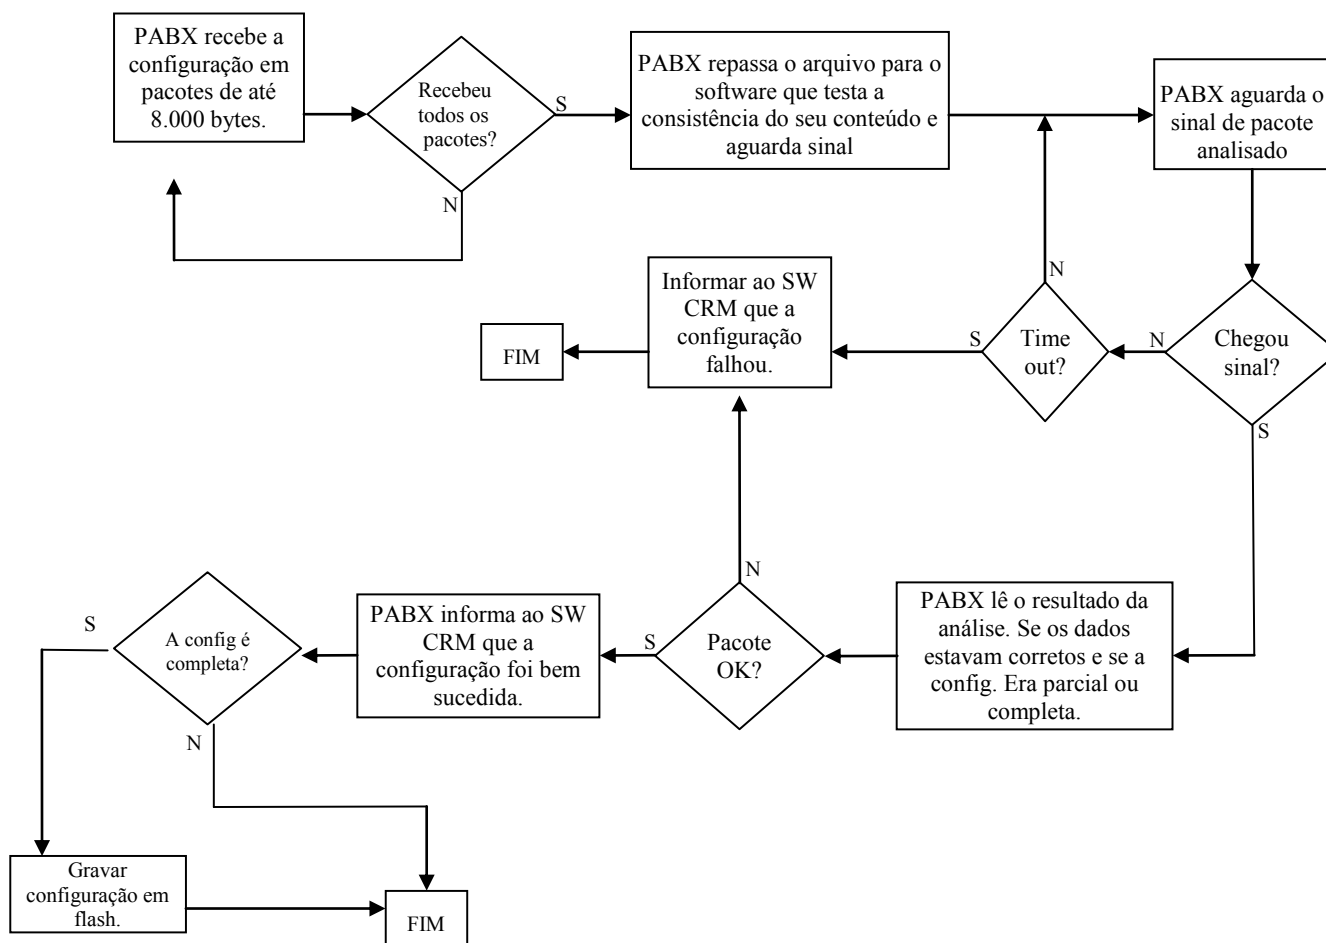 PABX recebe a
configuração em
pacotes de até
8.000 bytes.
Recebeu
todos os
pacotes?
S
N
PABX repassa o arquivo para o
software que testa a
consistência do seu conteúdo e
aguarda sinal
PABX aguarda o
sinal de pacote
analisado
Chegou
sinal?
N
S
Time
out?
N
S
Informar ao SW
CRM que a
configuração
falhou.
FIM
PABX lê o resultado da
análise. Se os dados
estavam corretos e se a
config. Era parcial ou
completa.
Pacote
OK?
N
S
PABX informa ao SW
CRM que a
configuração foi bem
sucedida.
A config é
completa?
S
N
Gravar
configuração em
flash.
FIM